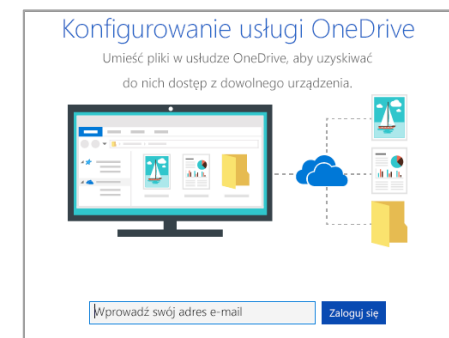 Konfigurowanie usługi OneDrive
Umieść pliki w usłudze OneDrive, aby uzyskiwać
do nich dostęp z dowolnego urządzenia.
Wprowadź swój adres e-mail
Zaloguj się